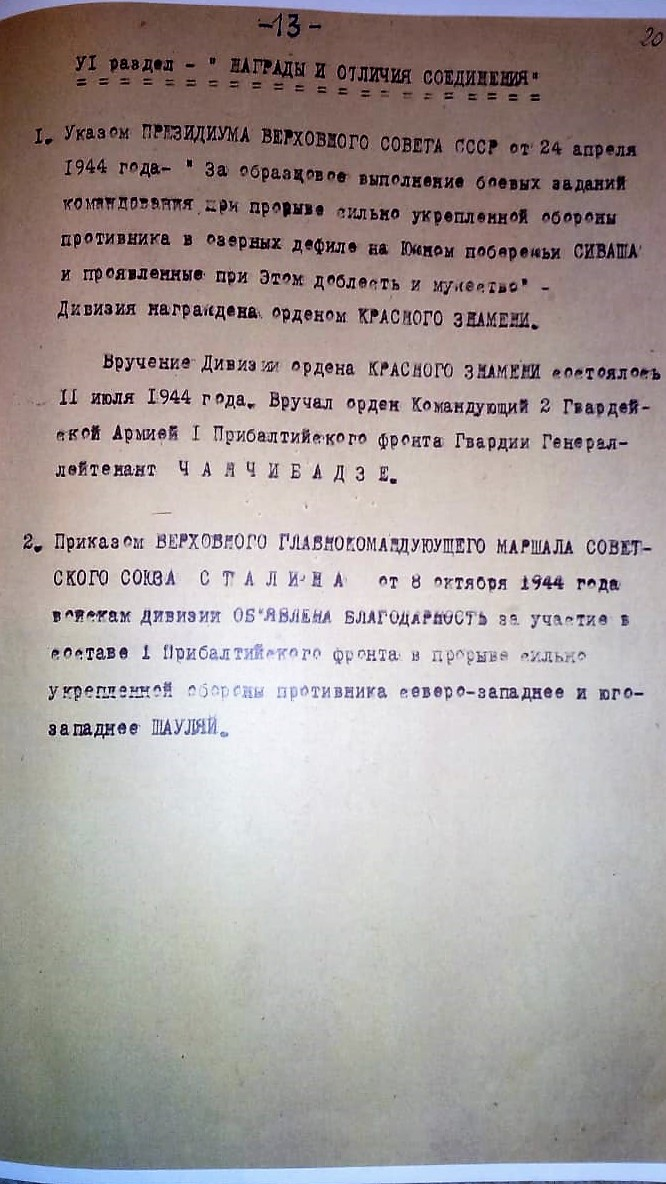 -13-
20
УI раздел - " НАГРАДЫ И ОТЛИЧИЯ СОЕДИНЕНИЯ"
= = = = = = = = = = = = = = = = = = = = =
I. Указом ПРЕЗИДИУМА ВЕРХОВНОГО СОВЕТА СССР от 24 апреля
1944 года- " За образцовое выполнение боевых заданий
командования при прорыве сильно укрепленной обороны
противника в озерных дефиле на Южном побережьи СИВАША
и проявленные при Этом доблесть и мужество" -
Дивизия награждена орденом КРАСНОГО ЗНАМЕНИ.
Вручение Дивизии ордена КРАСНОГО ЗНАМЕНИ состоялось
II июля 1944 года. Вручал орден Командующий 2 Гвардей-
ской Армией I Прибалтийского фронта Гвардии Генерал-
лейтенант Ч А Н Ч И Б А Д З Е.
2. Приказом ВЕРХОВНОГО ГЛАВНОКОМАНДУЮУЩЕГО МАРШАЛА СОВЕТ-
СКОГО СОЮЗА С Т А Л И Н А от 8 октября 1944 года
войскам дивизии ОБ"ЯВЛЕНА БЛАГОДАРНОСТЬ за участие в
составе 1 Прибалтийского фронта в прорыве сильно
укрепленной обороны противника северо-западнее и юго-
западнее ШАУЛЯЙ.